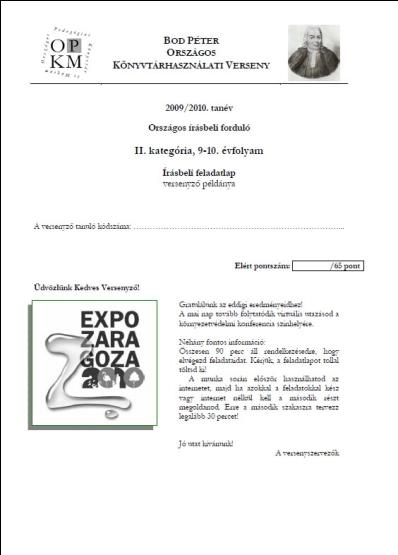 OPKM
BOD PÉTER
ORSZÁGOS
KÖNYVTÁRHASZNÁLATI VERSENY
2009/2010. tanév
Országos írásbeli forduló
II. kategória, 9-10. évfolyam
Írásbeli feladatlap
versenyző példánya
A versenyző tanuló kódszáma: ...............................................................................
Elért pontszám: /65 pont
Üdvözlünk Kedves Versenyző!
EXPO
ZARA
GOZA
2010
Gratulálunk az eddigi eredményeidhez!
A mai nap tovább folytatódik virtuális utazásod a
környezetvédelmi konferencia színhelyére.
Néhány fontos információ:
Összesen 90 perc áll rendelkezésedre, hogy
elvégezd feladataidat. Kérjük, a feladatlapot tollal
töltsd ki!
A munka során először használhatod az
internetet, majd ha azokkal a feladatokkal kész
vagy internet nélkül kell a második részt
megoldanod. Erre a második szakaszra tervezz
legalább 30 percet!
Jó utat kívánunk!
A versenyszervezők